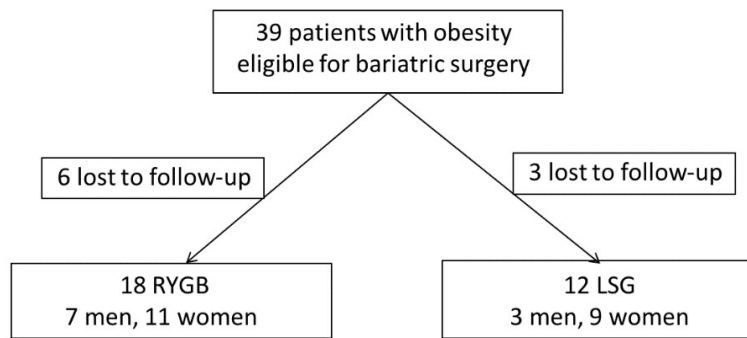 39 patients with obesity
eligible for bariatric surgery
6 lost to follow-up
3 lost to follow-up
18 RYGB
7 men, 11 women
12 LSG
3 men, 9 women